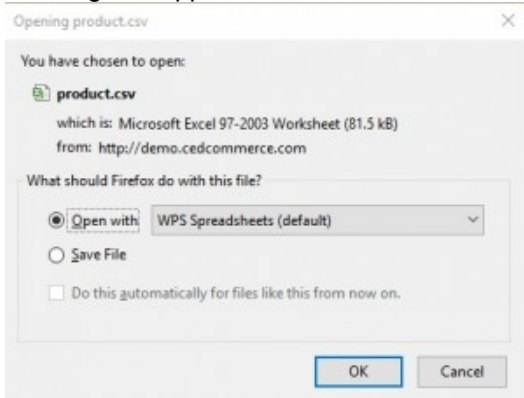 Opening product.csv
You have chosen to open:
product.csv
which is: Microsoft Excel 97-2003 Worksheet (81.5 kB)
from: http://demo.cedcommerce.com
What should Firefox do with this file?
Open with WPS Spreadsheets (default)
Save File
Do this automatically for files like this from now on.
OK Cancel